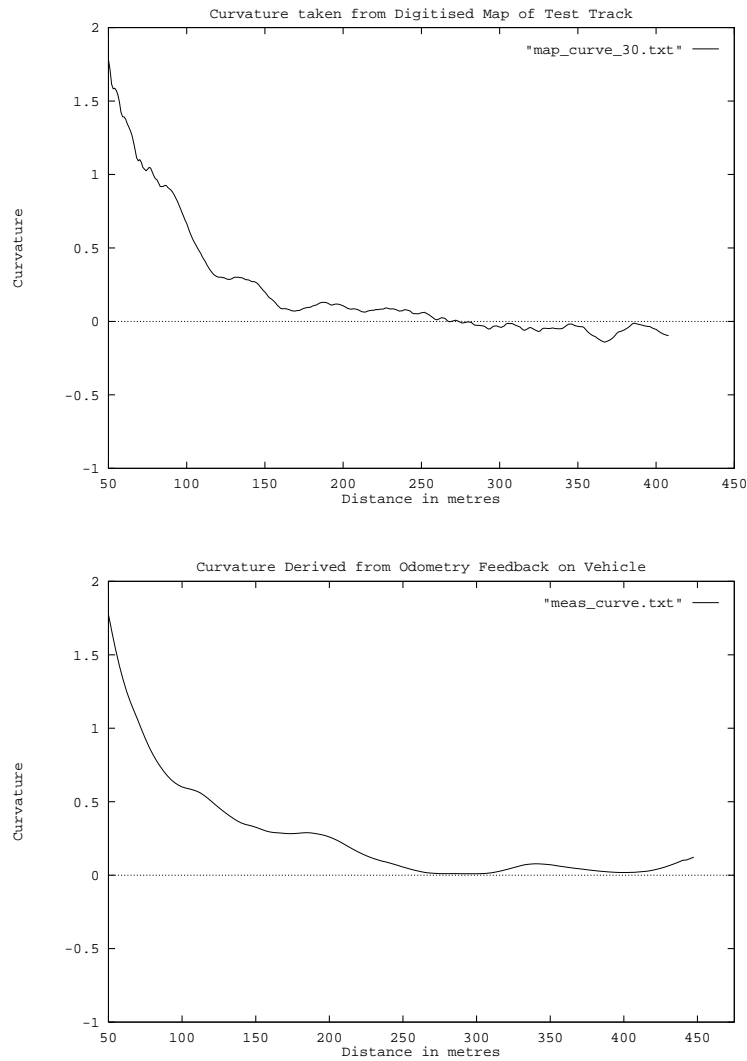 Curvature taken from Digitised Map of Test Track
2
"map_curve_30.txt"
1.5
1
Curvature
0.5
0
-0.5
-1
50 100 150 200 250 300 350 400 450
Distance in metres
Curvature Derived from Odometry Feedback on Vehicle
2
"meas_curve.txt"
1.5
1
Curvature
0.5
0
-0.5
-1
50 100 150 200 250 300 350 400 450
Distance in metres